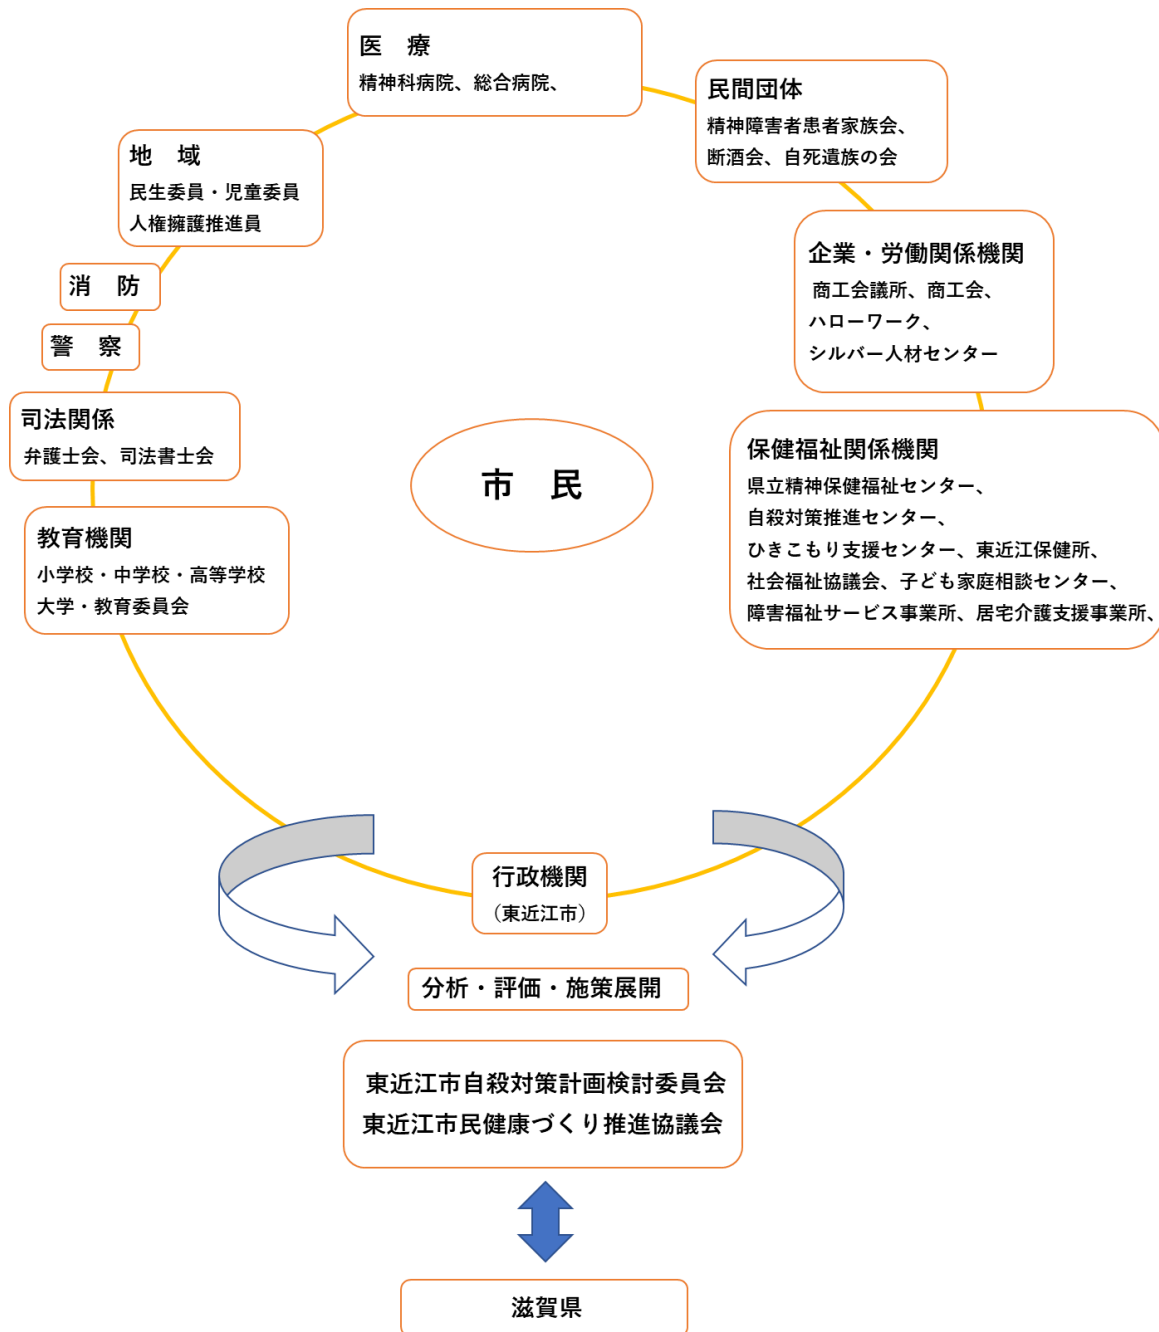 医　療
精神科病院、総合病院、
民間団体
精神障害者患者家族会、
断酒会、自死遺族の会
地　域
民生委員・児童委員
人権擁護推進員
企業・労働関係機関
商工会議所、商工会、
ハローワーク、
シルバー人材センター
消　防
警　察
司法関係
弁護士会、司法書士会
市　民
保健福祉関係機関
県立精神保健福祉センター、
自殺対策推進センター、
ひきこもり支援センター、東近江保健所、
社会福祉協議会、子ども家庭相談センター、
障害福祉サービス事業所、居宅介護支援事業所、
教育機関
小学校・中学校・高等学校
大学・教育委員会
行政機関
（東近江市）
分析・評価・施策展開
東近江市自殺対策計画検討委員会
東近江市民健康づくり推進協議会
滋賀県